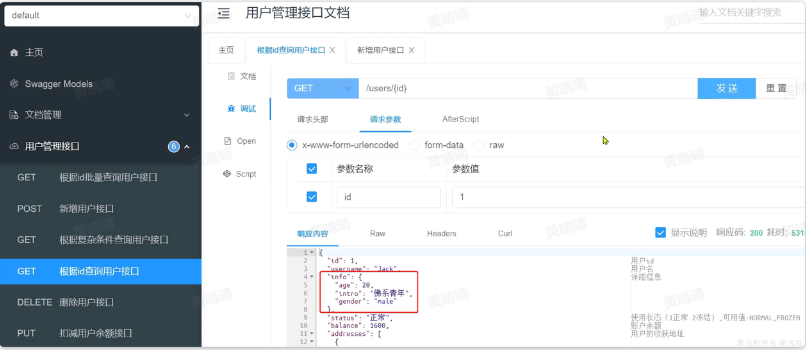 default
主页
Swagger Models
文档管理
用户管理接口
6
GET 根据id批量查询用户接口
POST 新增用户接口
GET 根据复杂条件查询用户接口
GET 根据id查询用户接口
DELETE 删除用户接口
PUT 扣减用户余额接口
用户管理接口文档
输入文档关键字搜索
主页
根据id查询用户接口 X
新增用户接口 X
文档
调试
Open
Script
GET
/users/{id}
发 送
重 置
请求头部
请求参数
AfterScript
x-www-form-urlencoded
form-data
raw
参数名称
参数值
id
1
响应内容
Raw
Headers
Curl
显示说明
响应码: 200 耗时: 531
1 {
2 "id": 1, 用户id
3 "username": "Jack", 用户名
4 "info": { 详细信息
5 "age": 20,
6 "intro": "佛系青年",
7 "gender": "male"
8 },
9 "status": "正常", 使用状态（1正常 2冻结）,可用值:NORMAL,FROZEN
10 "balance": 1600, 账户余额
11 "addresses": [ 用户的收获地址
12 {
黄晴晴